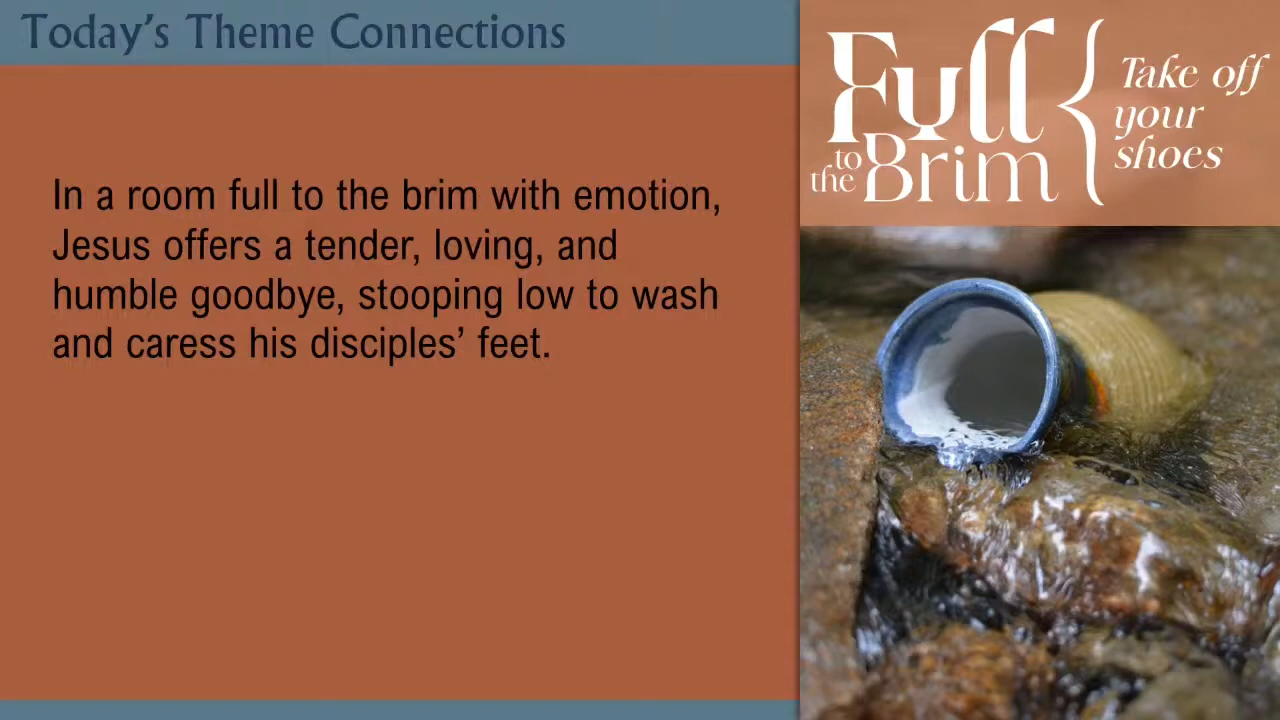 Today's Theme Connections
In a room full to the brim with emotion,
Jesus offers a tender, loving, and
humble goodbye, stooping low to wash
and caress his disciples’ feet.
Full
to the Brim
Take off
your
shoes